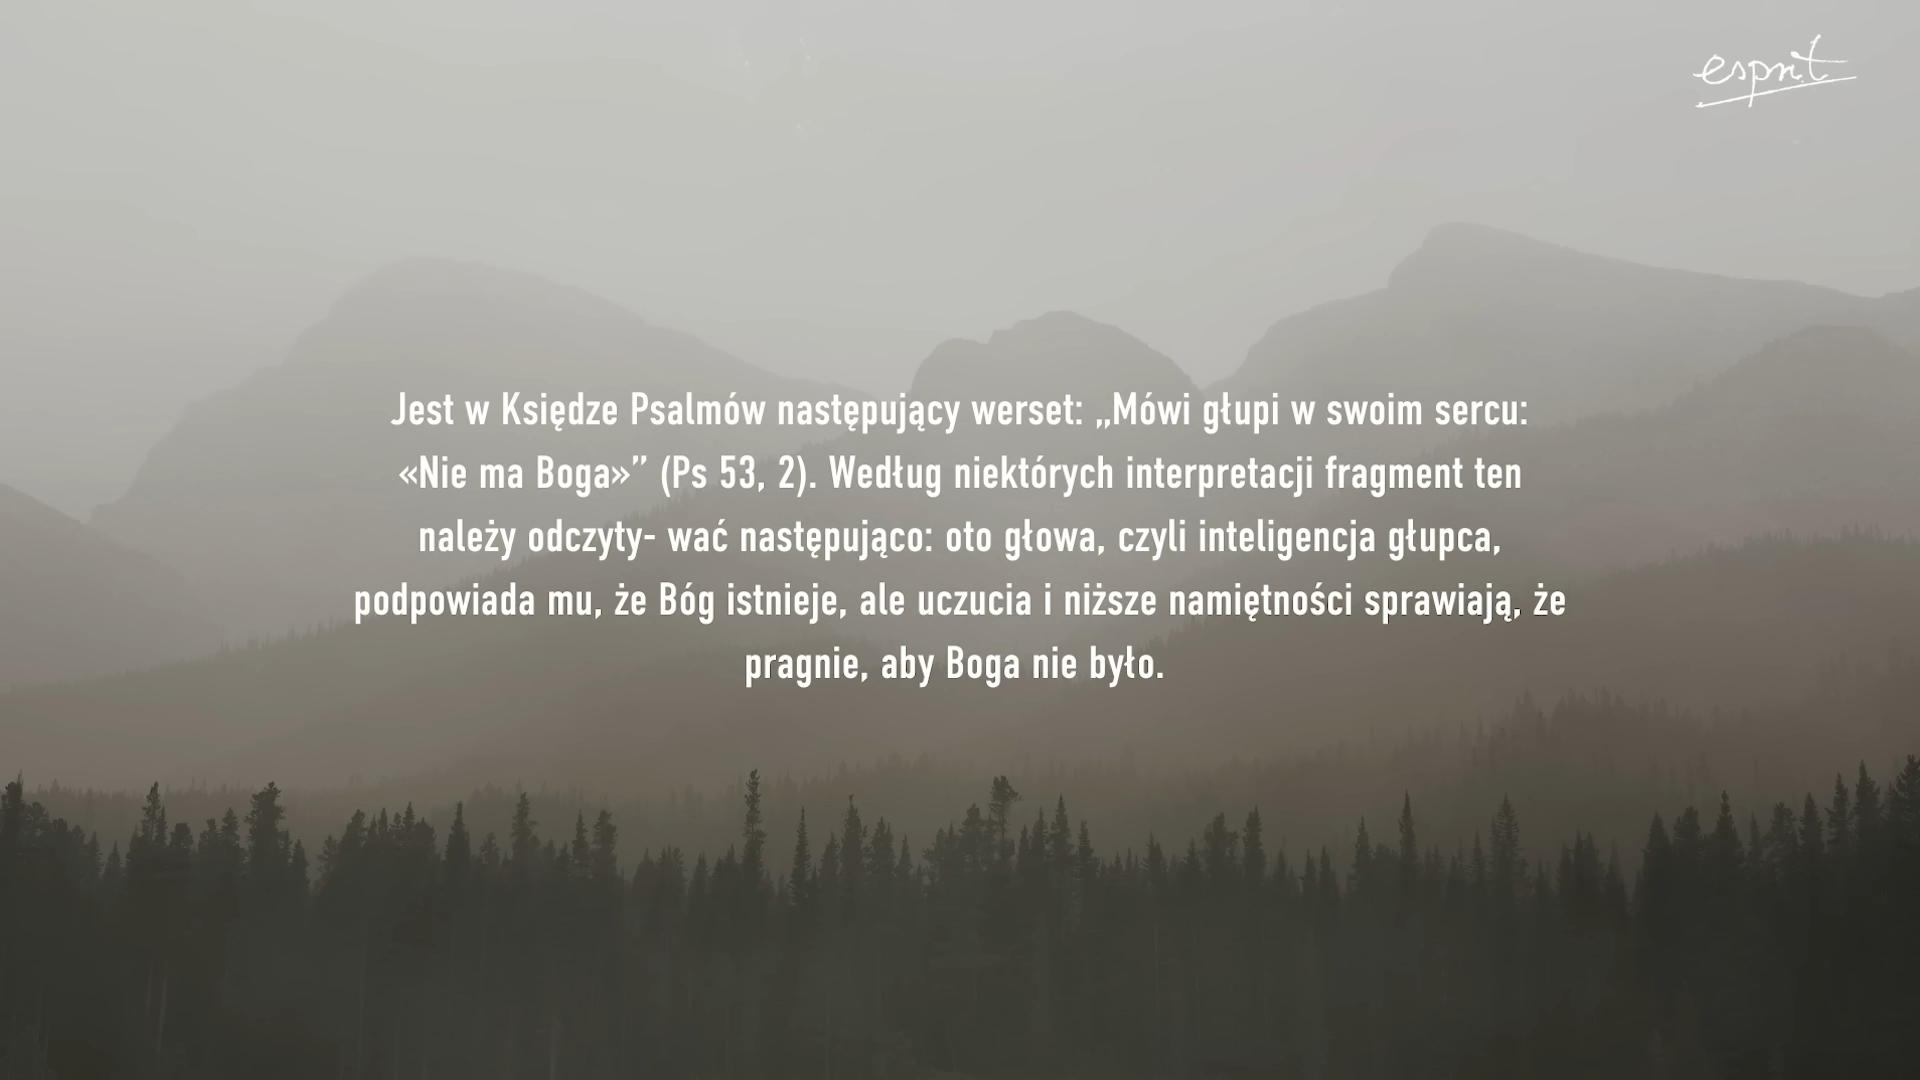 esprit
Jest w Księdze Psalmów następujący werset: „Mówi głupi w swoim sercu:
«Nie ma Boga»” (Ps 53, 2). Według niektórych interpretacji fragment ten
należy odczyty- wać następująco: oto głowa, czyli inteligencja głupca,
podpowiada mu, że Bóg istnieje, ale uczucia i niższe namiętności sprawiają, że
pragnie, aby Boga nie było.